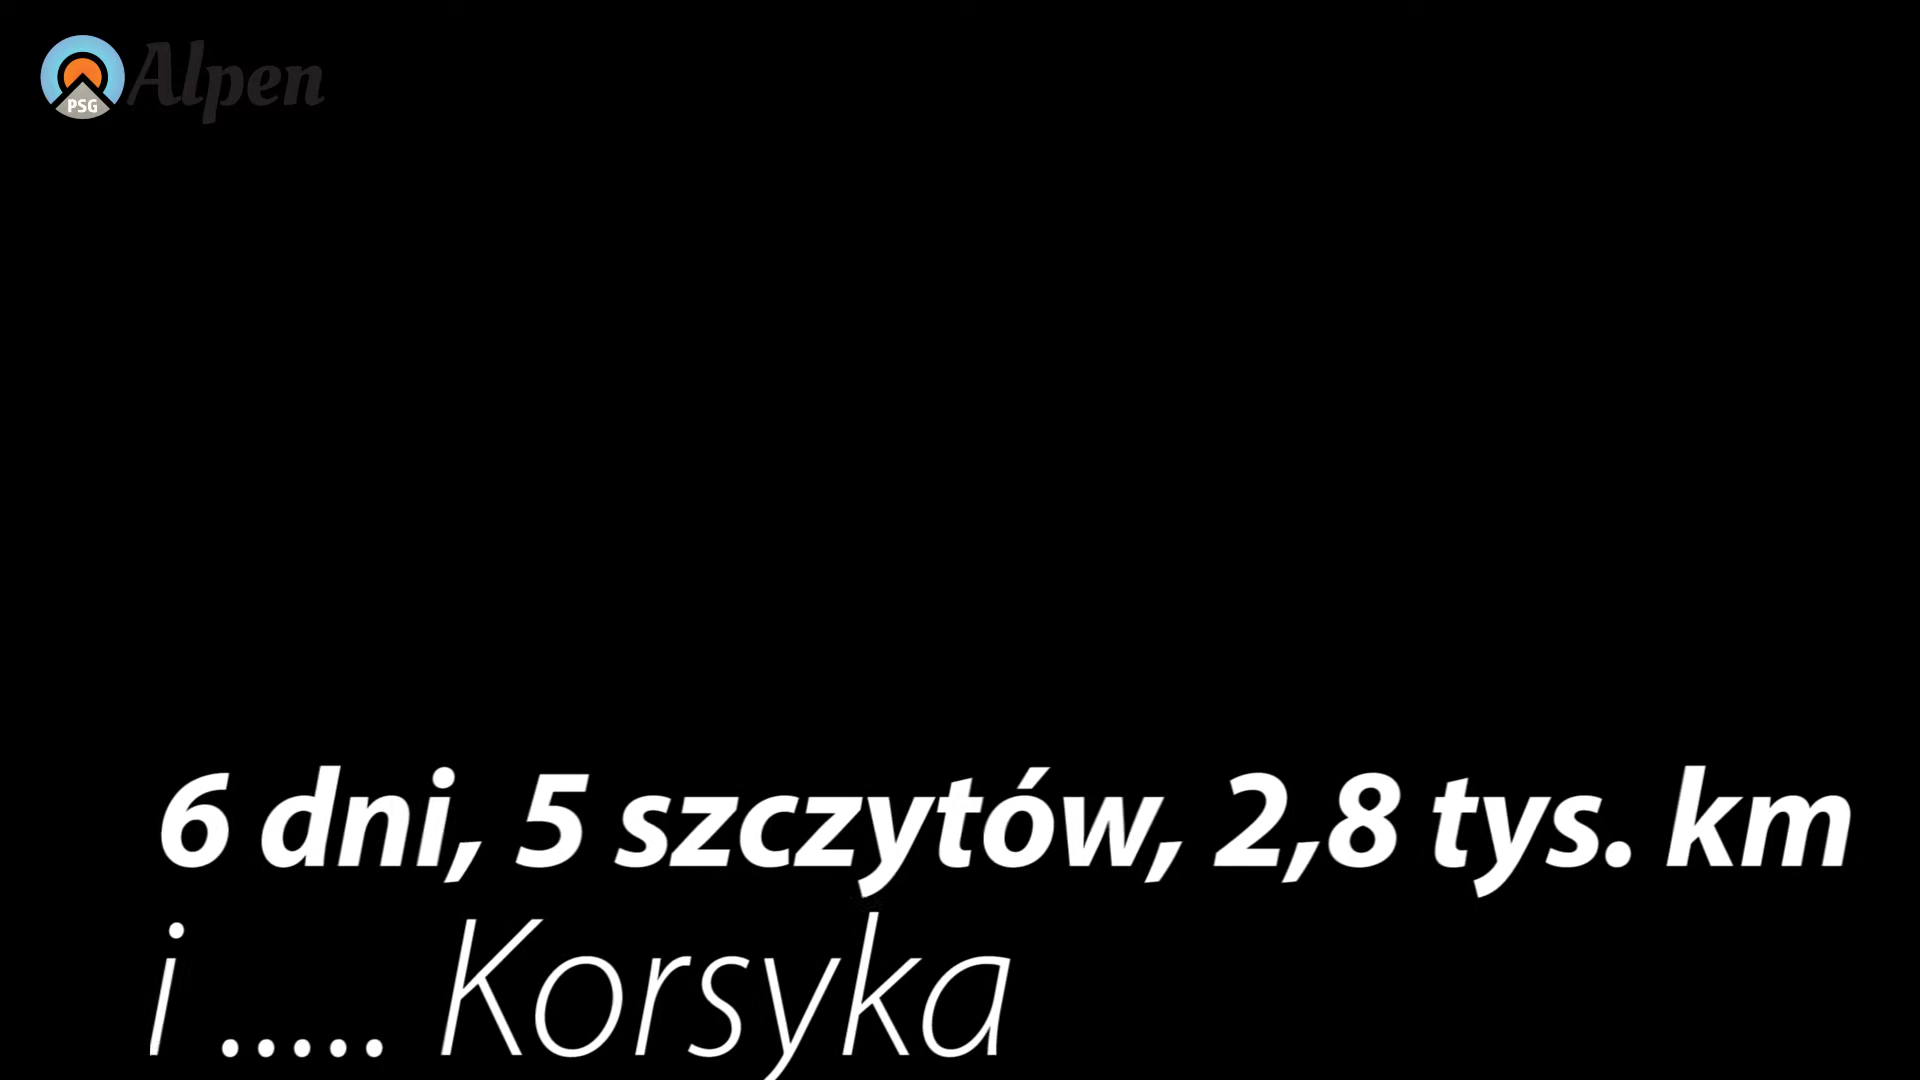 PSG Alpen
6 dni, 5 szczytów, 2,8 tys. km
i ..... Korsyka